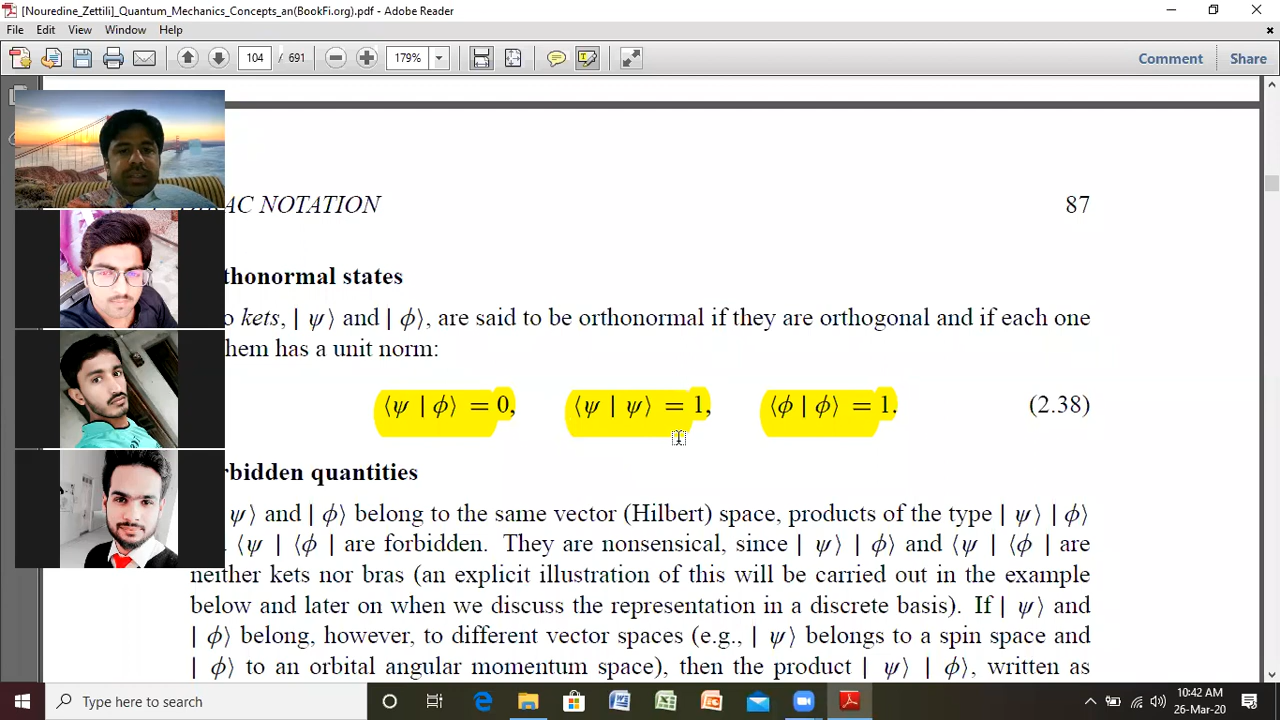 [Nouredine_Zettili]_Quantum_Mechanics_Concepts_an(BookFi.org).pdf - Adobe Reader
File Edit View Window Help
104 / 691 179% Comment Share
AC NOTATION 87
thonormal states
kets, | ψ⟩ and | ϕ⟩, are said to be orthonormal if they are orthogonal and if each one
hem has a unit norm:
⟨ψ | ϕ⟩ = 0, ⟨ψ | ψ⟩ = 1, ⟨ϕ | ϕ⟩ = 1. (2.38)
rbidden quantities
ψ⟩ and | ϕ⟩ belong to the same vector (Hilbert) space, products of the type | ψ⟩ | ϕ⟩
⟨ψ | ⟨ϕ | are forbidden. They are nonsensical, since | ψ⟩ | ϕ⟩ and ⟨ψ | ⟨ϕ | are
neither kets nor bras (an explicit illustration of this will be carried out in the example
below and later on when we discuss the representation in a discrete basis). If | ψ⟩ and
| ϕ⟩ belong, however, to different vector spaces (e.g., | ψ⟩ belongs to a spin space and
| ϕ⟩ to an orbital angular momentum space), then the product | ψ⟩ | ϕ⟩, written as
Type here to search
10:42 AM
26-Mar-20